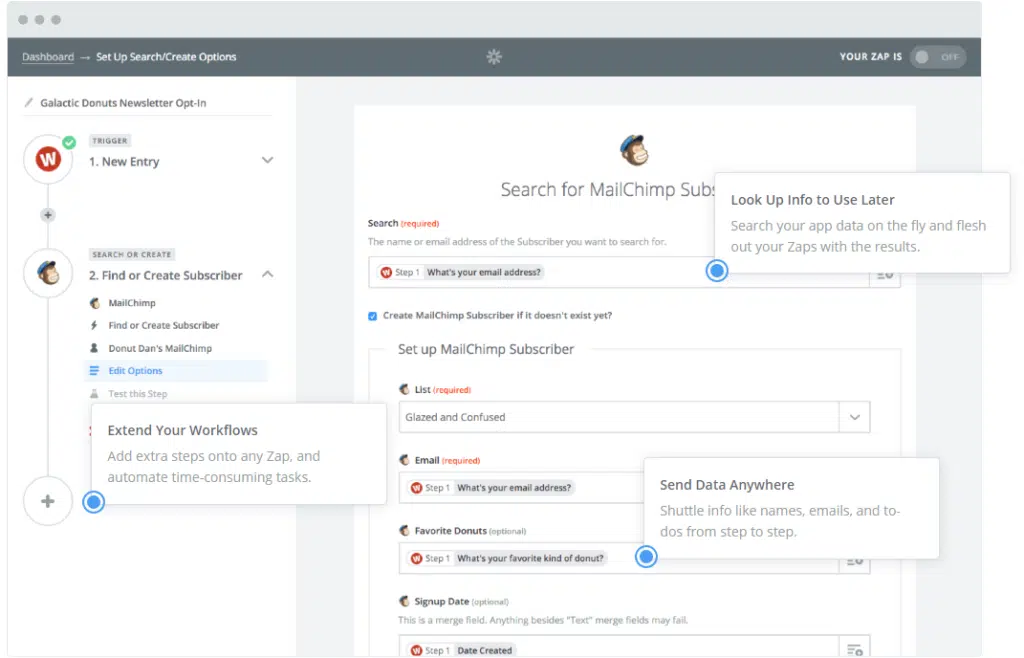 Dashboard → Set Up Search/Create Options
YOUR ZAP IS
OFF
Galactic Donuts Newsletter Opt-In
TRIGGER
1. New Entry
SEARCH OR CREATE
2. Find or Create Subscriber
MailChimp
Find or Create Subscriber
Donut Dan's MailChimp
Edit Options
Test this Step
Extend Your Workflows
Add extra steps onto any Zap, and
automate time-consuming tasks.
Search for MailChimp Subs
Look Up Info to Use Later
Search your app data on the fly and flesh
out your Zaps with the results.
Search (required)
The name or email address of the Subscriber you want to search for.
Step 1 What's your email address?
Create MailChimp Subscriber if it doesn't exist yet?
Set up MailChimp Subscriber
List (required)
Glazed and Confused
Email (required)
Step 1 What's your email address?
Send Data Anywhere
Shuttle info like names, emails, and to-
dos from step to step.
Favorite Donuts (optional)
Step 1 What's your favorite kind of donut?
Signup Date (optional)
This is a merge field. Anything besides "Text" merge fields may fail.
Step 1 Date Created